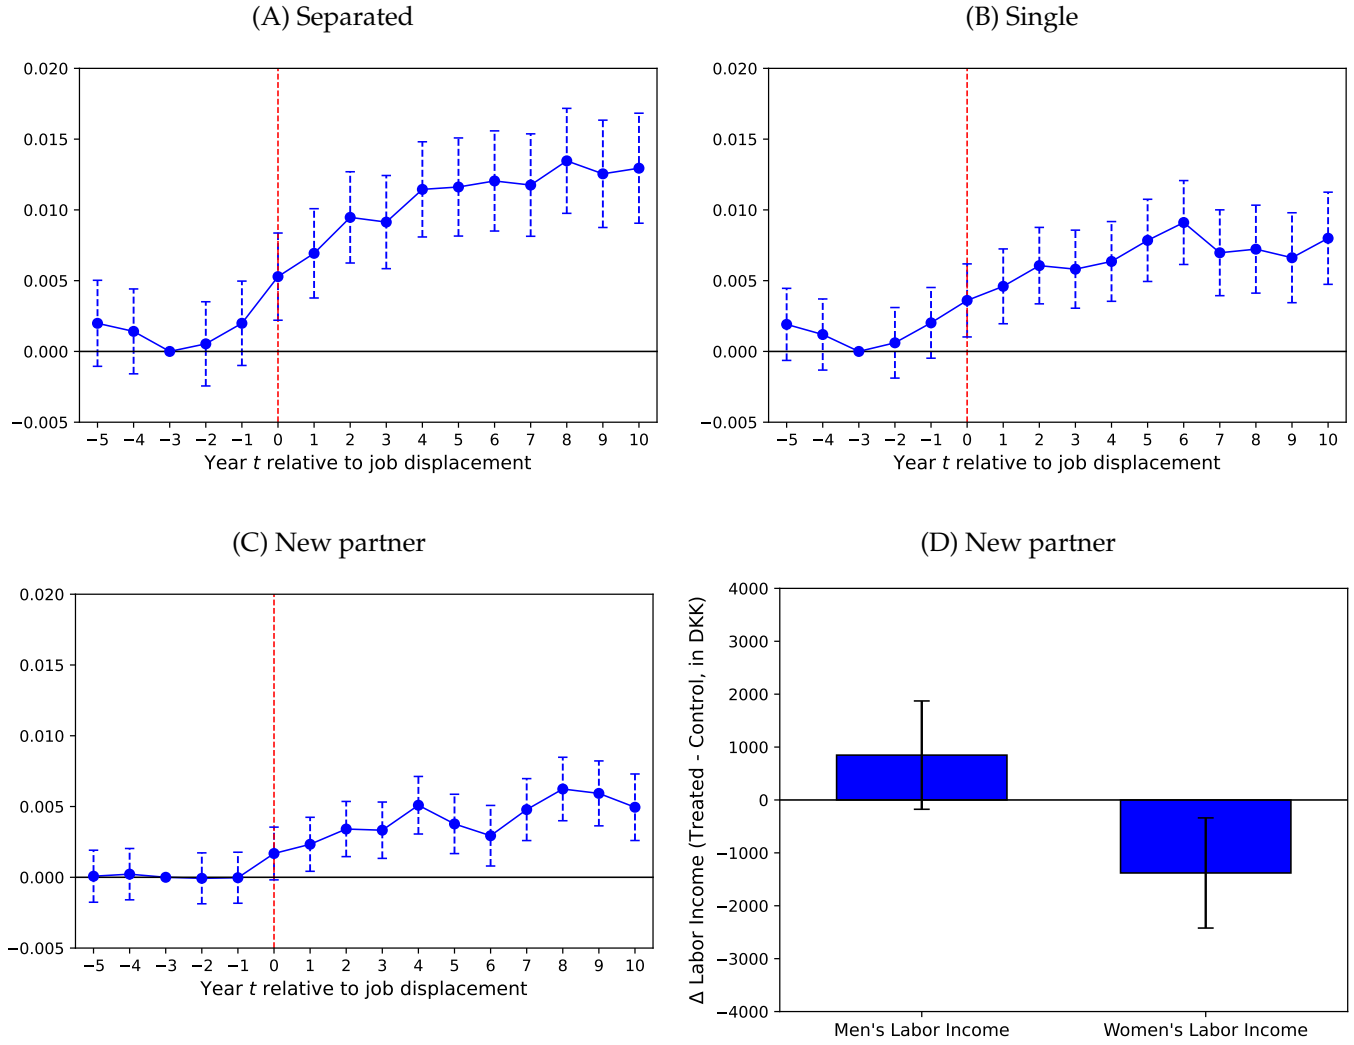 (A) Separated
0.020
0.015
0.010
0.005
0.000
−0.005
−5 −4 −3 −2 −1 0 1 2 3 4 5 6 7 8 9 10
Year t relative to job displacement
(B) Single
0.020
0.015
0.010
0.005
0.000
−0.005
−5 −4 −3 −2 −1 0 1 2 3 4 5 6 7 8 9 10
Year t relative to job displacement
(C) New partner
0.020
0.015
0.010
0.005
0.000
−0.005
−5 −4 −3 −2 −1 0 1 2 3 4 5 6 7 8 9 10
Year t relative to job displacement
(D) New partner
Δ Labor Income (Treated - Control, in DKK)
4000
3000
2000
1000
0
−1000
−2000
−3000
−4000
Men's Labor Income Women's Labor Income